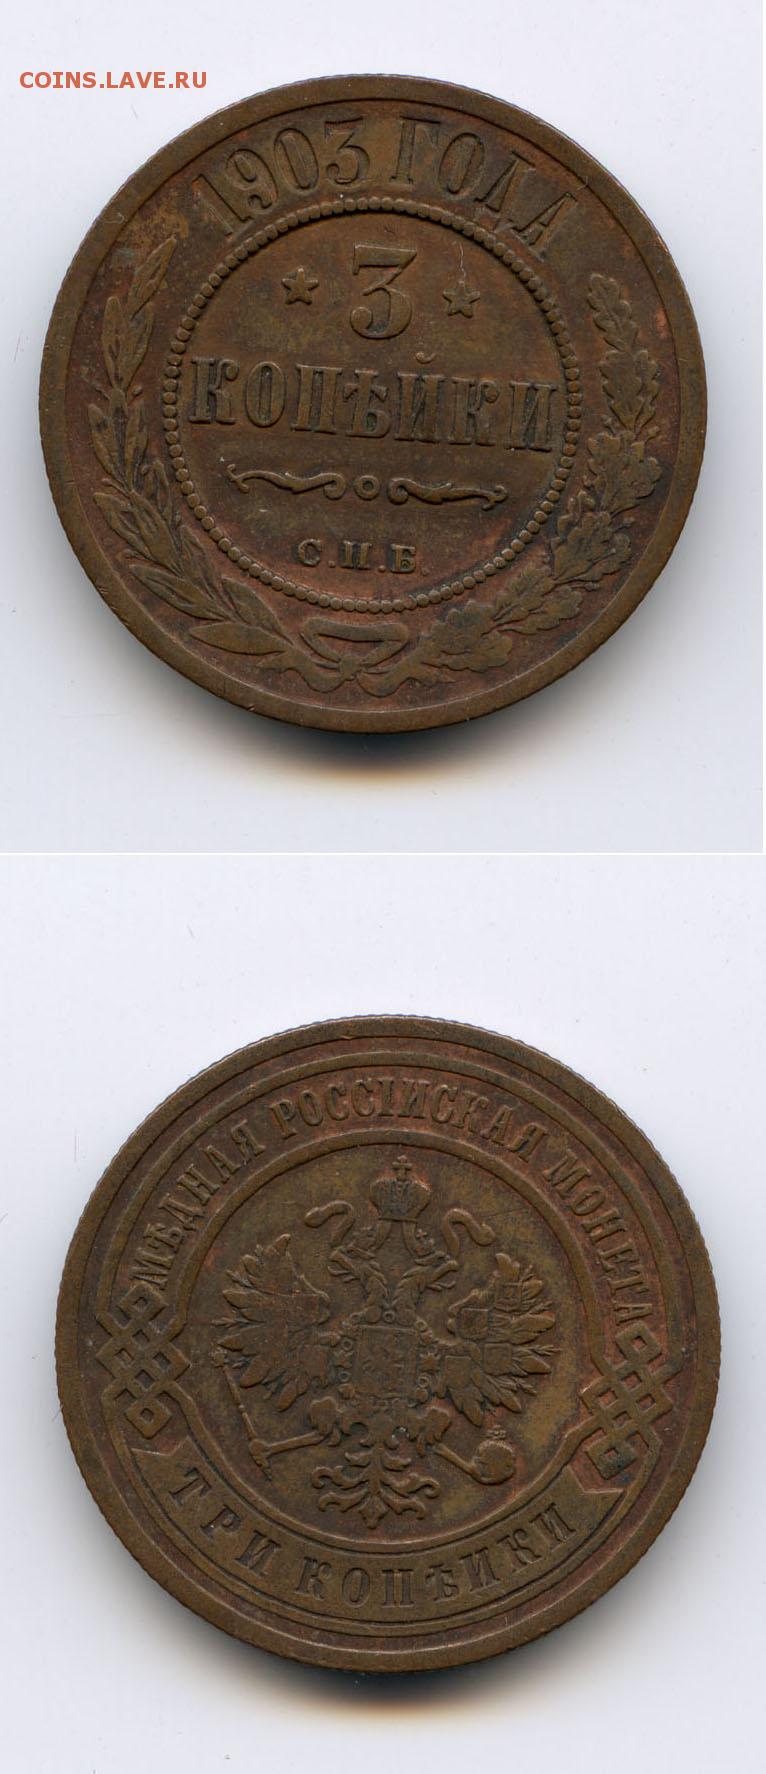 COINS.LAVE.RU
1903 ГОДА
3
КОПѢЙКИ
С.П.Б.
МѢДНАЯ РОССІЙСКАЯ МОНЕТА
ТРИ КОПѢЙКИ